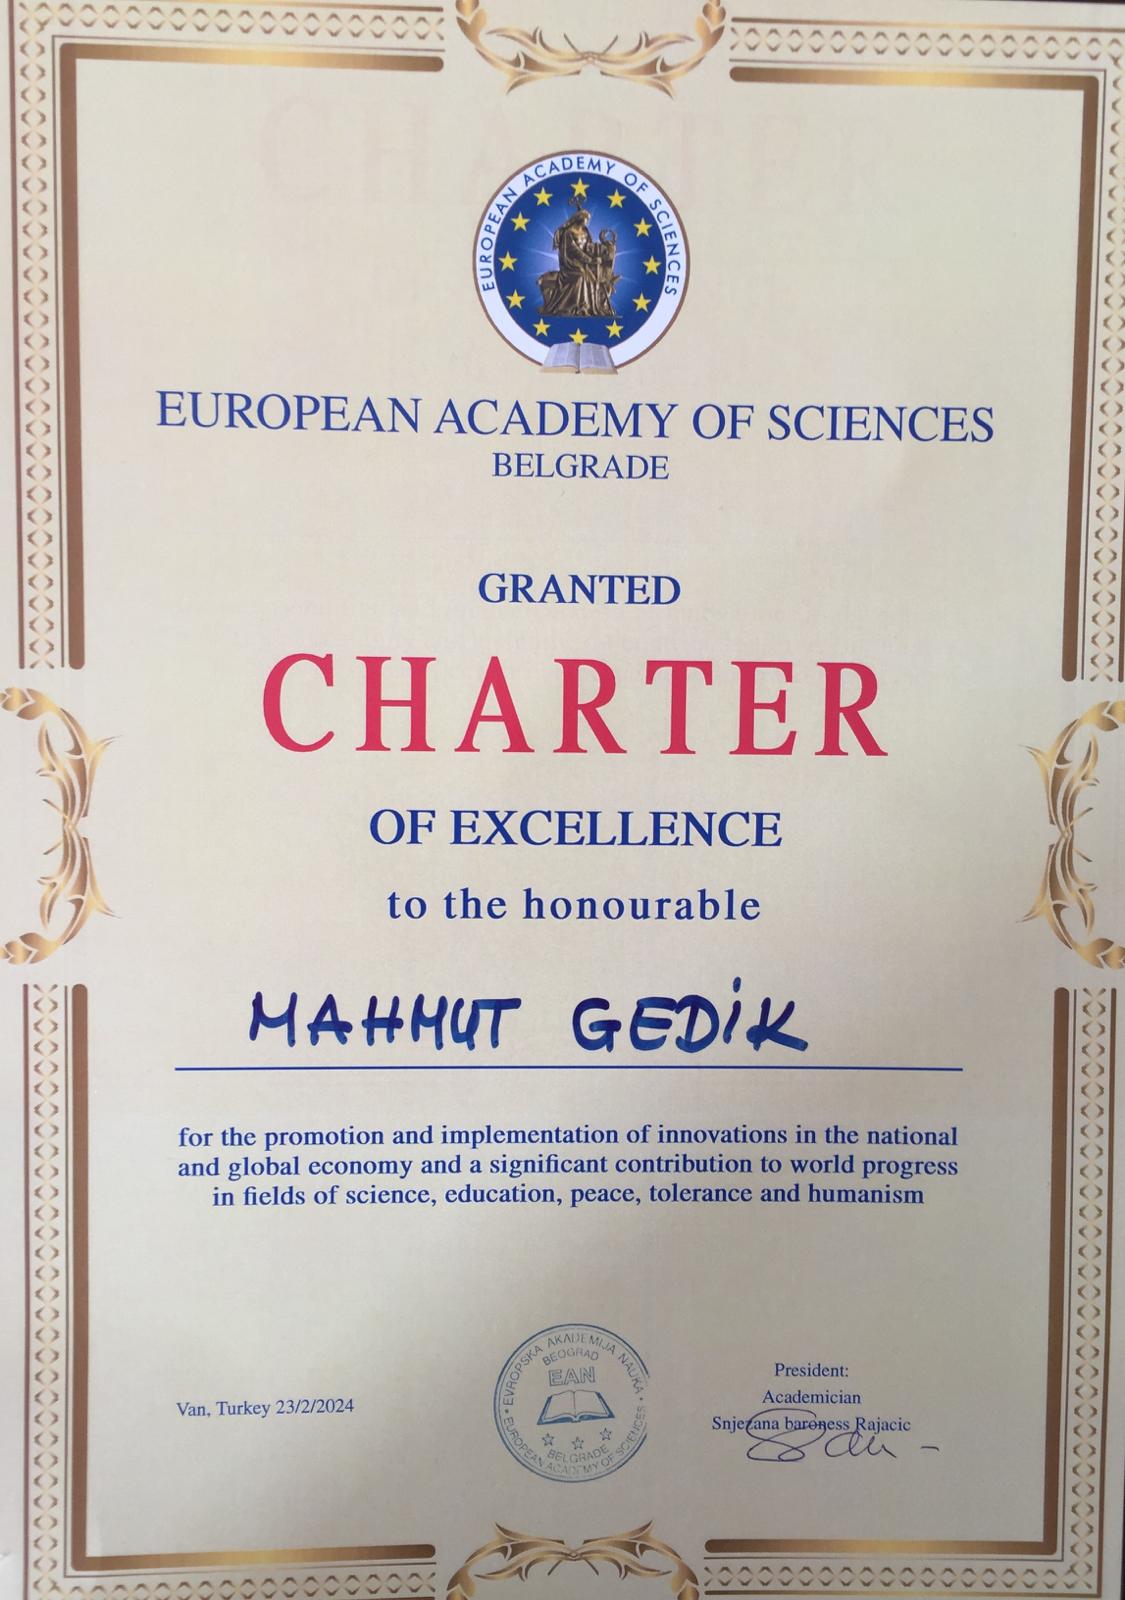 EUROPEAN ACADEMY OF SCIENCES
EUROPEAN ACADEMY OF SCIENCES
BELGRADE
GRANTED
CHARTER
OF EXCELLENCE
to the honourable
MAHMUT GEDİK
for the promotion and implementation of innovations in the national
and global economy and a significant contribution to world progress
in fields of science, education, peace, tolerance and humanism
Van, Turkey 23/2/2024
EVROPSKA AKADEMIJA NAUKA
BEOGRAD
EAN
BELGRADE
EUROPEAN ACADEMY OF SCIENCES
President:
Academician
Snjezana baroness Rajacic